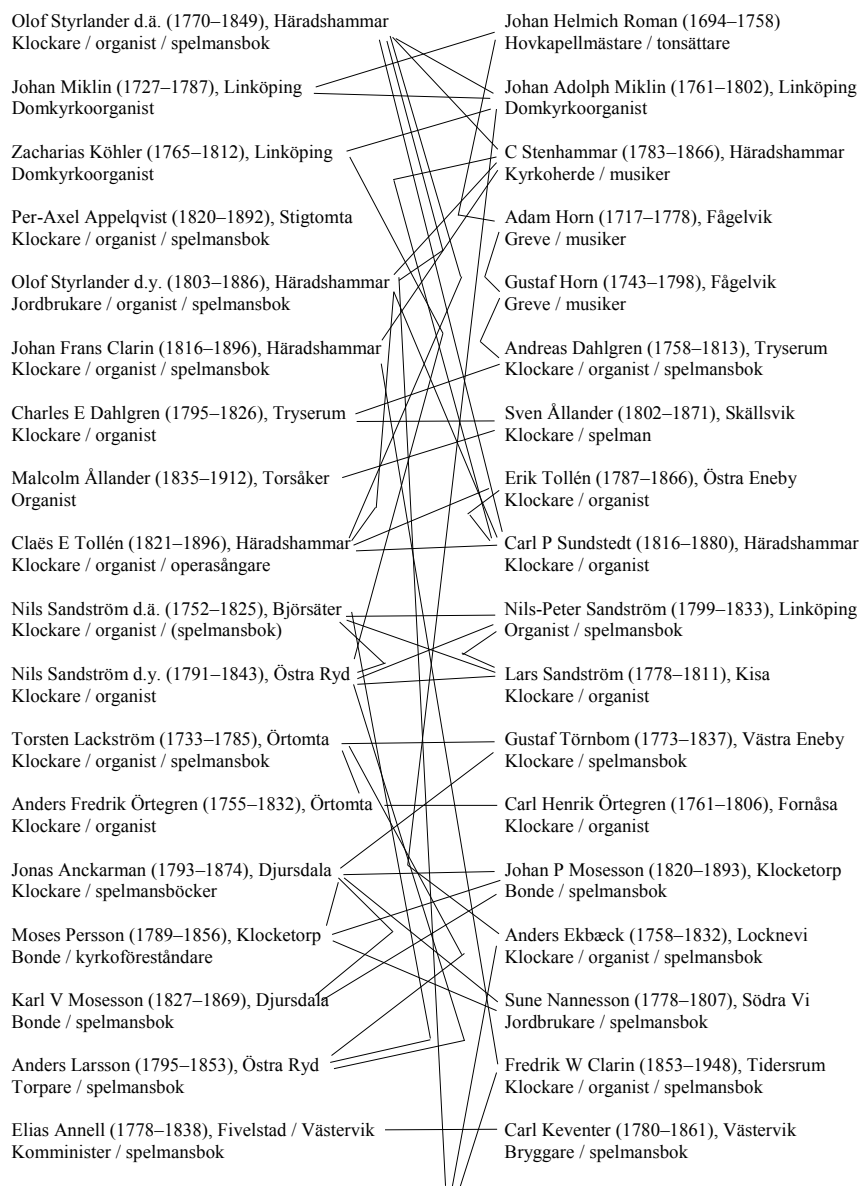 Olof Styrlander d.ä. (1770–1849), Häradshammar
Klockare / organist / spelmansbok
Johan Miklin (1727–1787), Linköping
Domkyrkoorganist
Zacharias Köhler (1765–1812), Linköping
Domkyrkoorganist
Per-Axel Appelqvist (1820–1892), Stigtomta
Klockare / organist / spelmansbok
Olof Styrlander d.y. (1803–1886), Häradshammar
Jordbrukare / organist / spelmansbok
Johan Frans Clarin (1816–1896), Häradshammar
Klockare / organist / spelmansbok
Charles E Dahlgren (1795–1826), Tryserum
Klockare / organist
Malcolm Ållander (1835–1912), Torsåker
Organist
Claës E Tollén (1821–1896), Häradshammar
Klockare / organist / operasångare
Nils Sandström d.ä. (1752–1825), Björsäter
Klockare / organist / (spelmansbok)
Nils Sandström d.y. (1791–1843), Östra Ryd
Klockare / organist
Torsten Lackström (1733–1785), Örtomta
Klockare / organist / spelmansbok
Anders Fredrik Örtegren (1755–1832), Örtomta
Klockare / organist
Jonas Anckarman (1793–1874), Djursdala
Klockare / spelmansböcker
Moses Persson (1789–1856), Klocketorp
Bonde / kyrkoföreståndare
Karl V Mosesson (1827–1869), Djursdala
Bonde / spelmansbok
Anders Larsson (1795–1853), Östra Ryd
Torpare / spelmansbok
Elias Annell (1778–1838), Fivelstad / Västervik
Komminister / spelmansbok
Johan Helmich Roman (1694–1758)
Hovkapellmästare / tonsättare
Johan Adolph Miklin (1761–1802), Linköping
Domkyrkoorganist
C Stenhammar (1783–1866), Häradshammar
Kyrkoherde / musiker
Adam Horn (1717–1778), Fågelvik
Greve / musiker
Gustaf Horn (1743–1798), Fågelvik
Greve / musiker
Andreas Dahlgren (1758–1813), Tryserum
Klockare / organist / spelmansbok
Sven Ållander (1802–1871), Skällsvik
Klockare / spelman
Erik Tollén (1787–1866), Östra Eneby
Klockare / organist
Carl P Sundstedt (1816–1880), Häradshammar
Klockare / organist
Nils-Peter Sandström (1799–1833), Linköping
Organist / spelmansbok
Lars Sandström (1778–1811), Kisa
Klockare / organist
Gustaf Törnbom (1773–1837), Västra Eneby
Klockare / spelmansbok
Carl Henrik Örtegren (1761–1806), Fornåsa
Klockare / organist
Johan P Mosesson (1820–1893), Klocketorp
Bonde / spelmansbok
Anders Ekbæck (1758–1832), Locknevi
Klockare / organist / spelmansbok
Sune Nannesson (1778–1807), Södra Vi
Jordbrukare / spelmansbok
Fredrik W Clarin (1853–1948), Tidersrum
Klockare / organist / spelmansbok
Carl Keventer (1780–1861), Västervik
Bryggare / spelmansbok